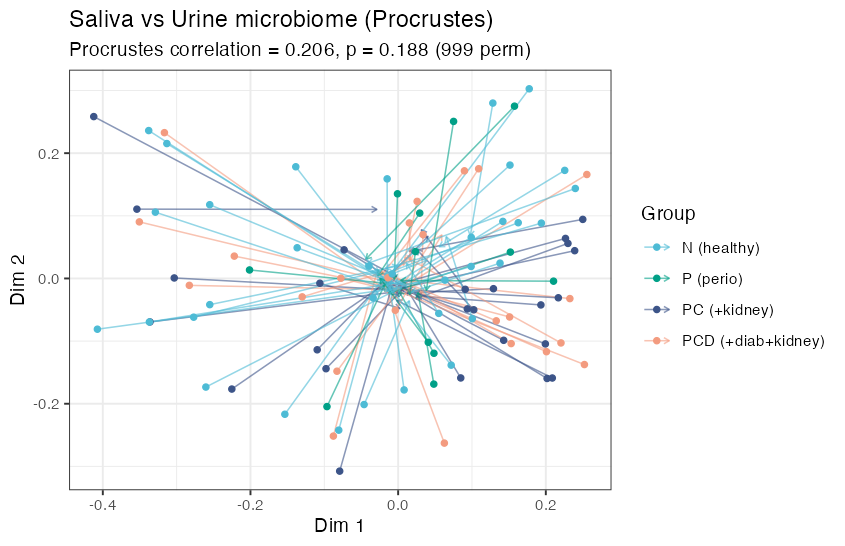 Saliva vs Urine microbiome (Procrustes)
Procrustes correlation = 0.206, p = 0.188 (999 perm)
0.2
0.0
-0.2
Dim 2
-0.4
-0.2
0.0
0.2
Dim 1
Group
N (healthy)
P (perio)
PC (+kidney)
PCD (+diab+kidney)